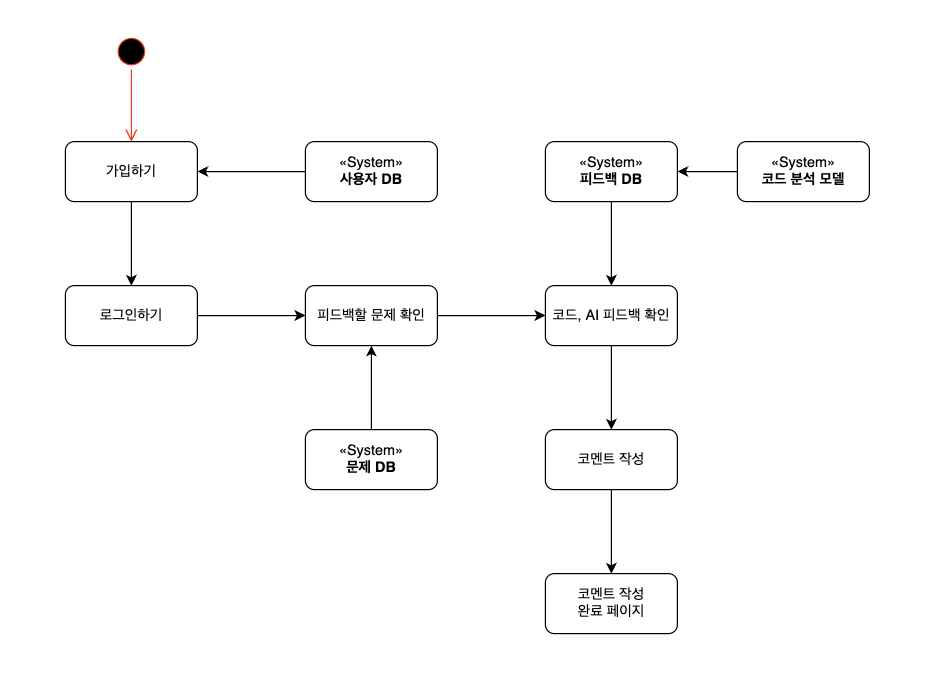 가입하기
«System»
사용자 DB
«System»
피드백 DB
«System»
코드 분석 모델
로그인하기
피드백할 문제 확인
코드, AI 피드백 확인
«System»
문제 DB
코멘트 작성
코멘트 작성
완료 페이지